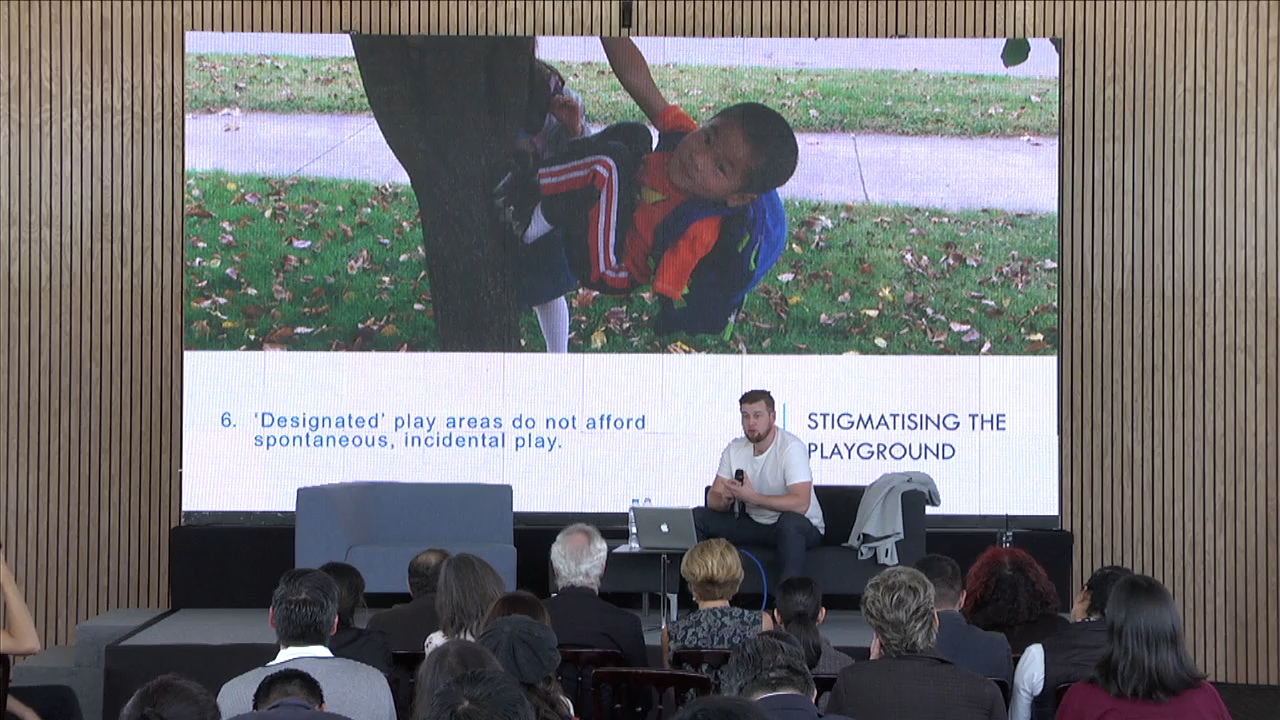 6. ‘Designated’ play areas do not afford
spontaneous, incidental play.
STIGMATISING THE
PLAYGROUND